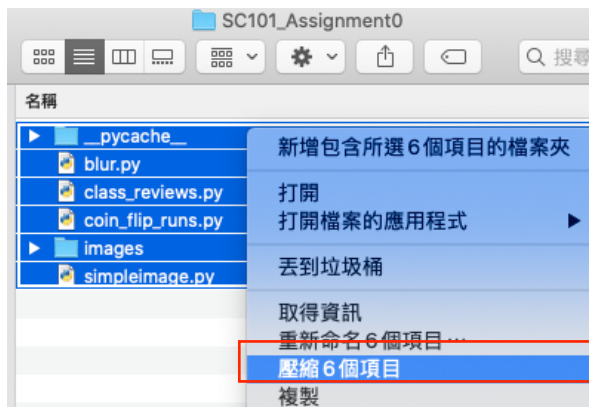 SC101_Assignment0
搜尋
名稱
__pycache__
blur.py
class_reviews.py
coin_flip_runs.py
images
simpleimage.py
新增包含所選6個項目的檔案夾
打開
打開檔案的應用程式
丟到垃圾桶
取得資訊
重新命名6個項目⋯
壓縮6個項目
複製